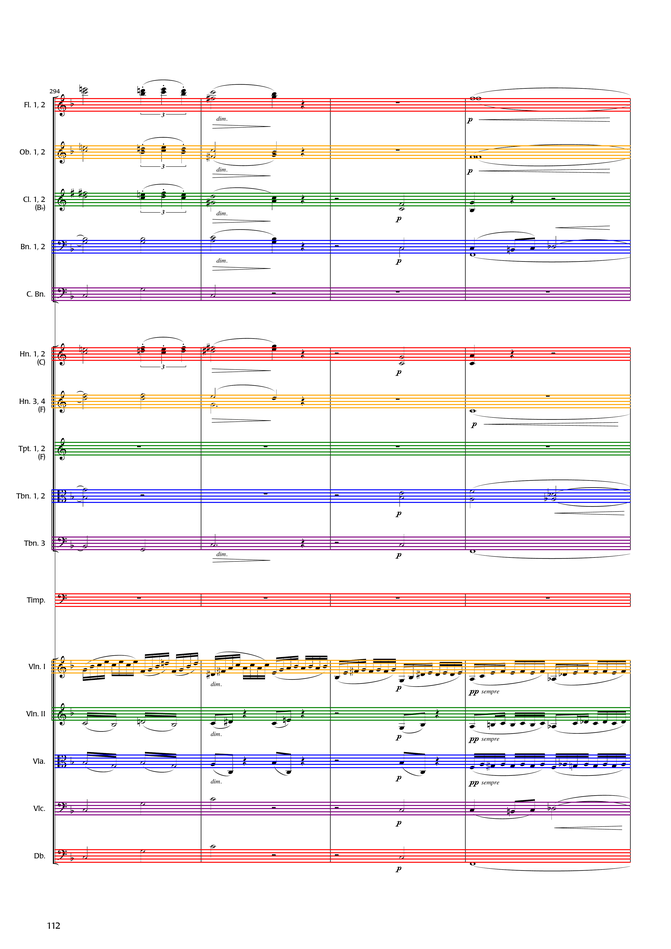 294
Fl. 1, 2
3
dim.
p
Ob. 1, 2
3
dim.
p
Cl. 1, 2
(B♭)
3
dim.
p
Bn. 1, 2
dim.
p
C. Bn.
Hn. 1, 2
(C)
3
dim.
p
Hn. 3, 4
(F)
dim.
p
Tpt. 1, 2
(F)
Tbn. 1, 2
p
Tbn. 3
dim.
p
Timp.
Vln. I
dim.
p
pp sempre
Vln. II
dim.
p
pp sempre
Vla.
dim.
p
pp sempre
Vlc.
p
Db.
p
112